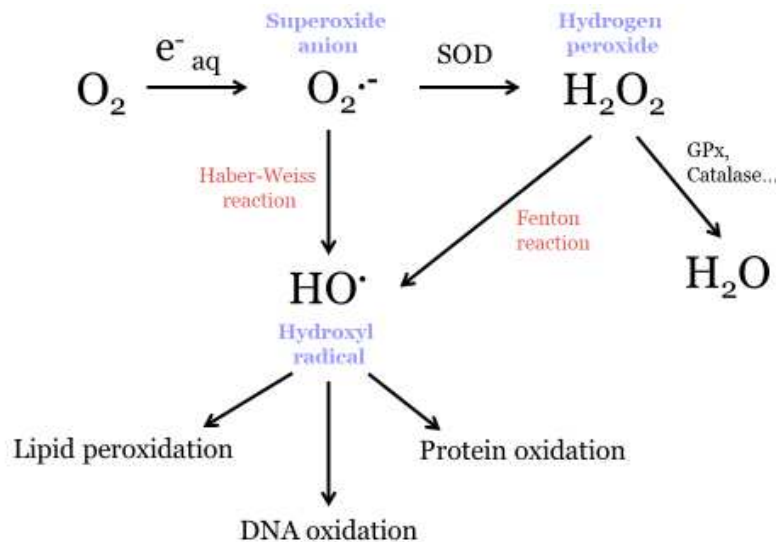 Superoxide
anion
Hydrogen
peroxide
O₂
e⁻ aq
O₂·⁻
SOD
H₂O₂
Haber-Weiss
reaction
GPx,
Catalase...
Fenton
reaction
HO·
H₂O
Hydroxyl
radical
Lipid peroxidation
Protein oxidation
DNA oxidation